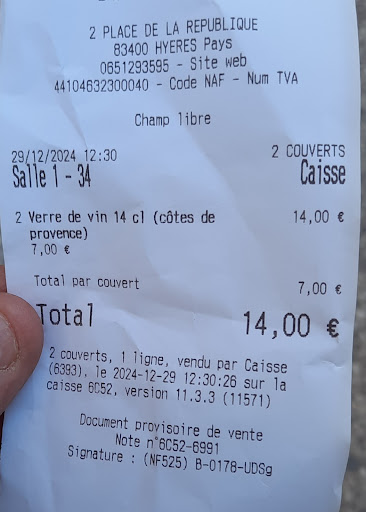 2 PLACE DE LA REPUBLIQUE
83400 HYERES Pays
0651293595 - Site web
44104632300040 - Code NAF - Num TVA
Champ libre
29/12/2024 12:30 2 COUVERTS
Salle 1 - 34 Caisse
2 Verre de vin 14 cl (côtes de 14,00 €
provence)
7,00 €
Total par couvert 7,00 €
Total 14,00 €
2 couverts, 1 ligne, vendu par Caisse
(6393), le 2024-12-29 12:30:26 sur la
caisse 6C52, version 11.3.3 (11571)
Document provisoire de vente
Note n°6C52-6991
Signature : (NF525) B-0178-UDSg